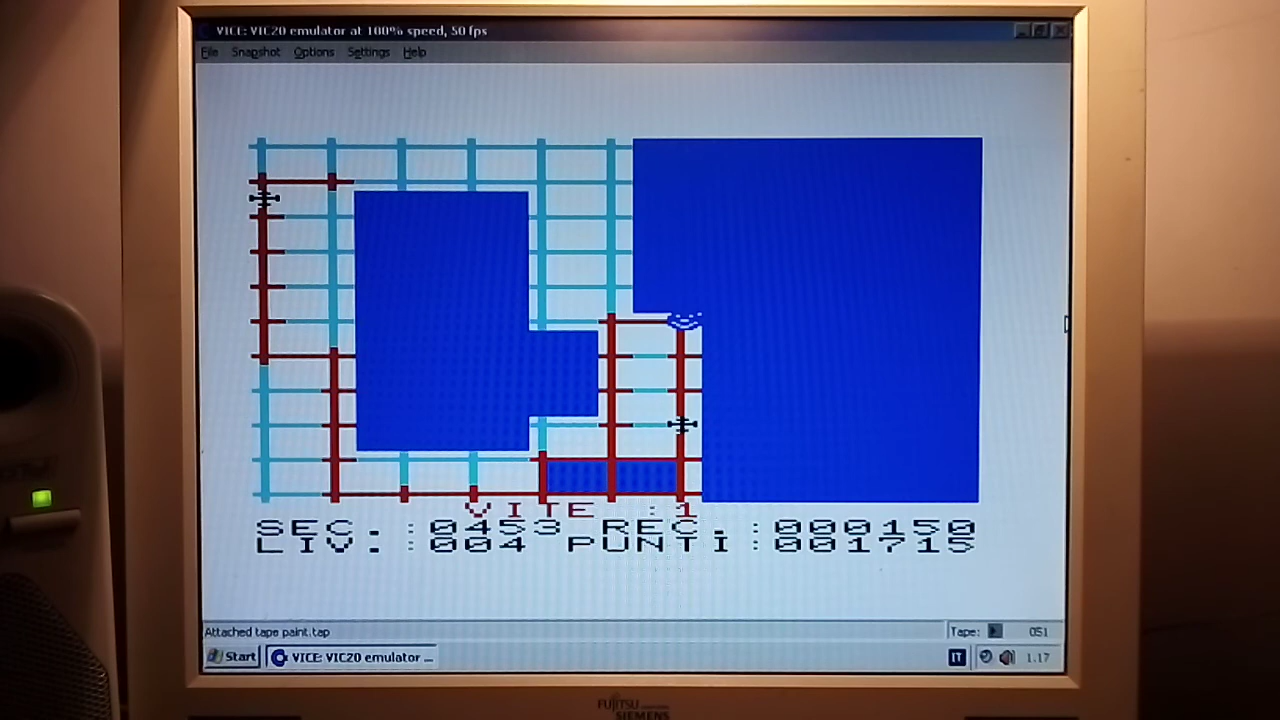 VICE: VIC20 emulator at 100% speed, 50 fps
File Snapshot Options Settings Help
VITE :1
SEC. :0453 REC. :000150
LIV. :004 PUNTI :001715
Attached tape paint.tap
Tape: 051
Start VICE: VIC20 emulator ...
IT 1.17
FUJITSU
SIEMENS